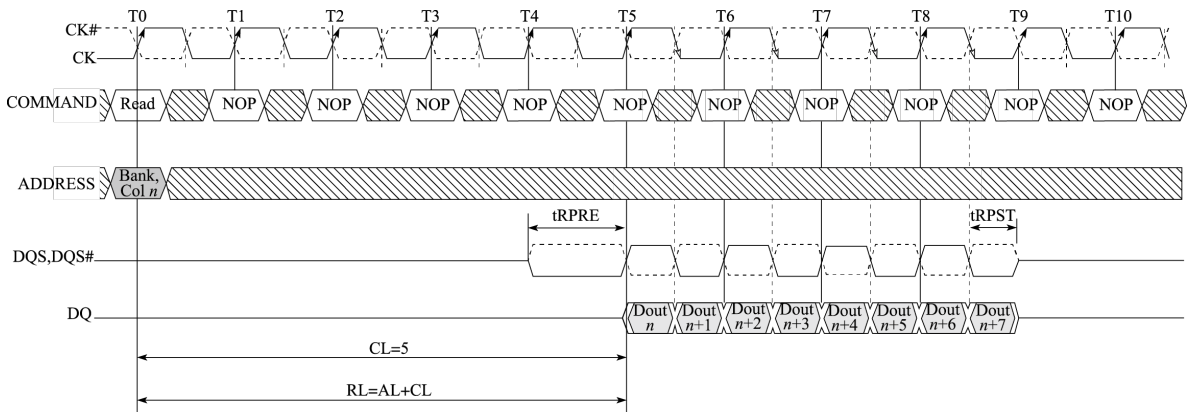 T0 T1 T2 T3 T4 T5 T6 T7 T8 T9 T10
CK#
CK
COMMAND Read NOP NOP NOP NOP NOP NOP NOP NOP NOP NOP
ADDRESS Bank, Col n
tRPRE tRPST
DQS,DQS#
DQ Dout n Dout n+1 Dout n+2 Dout n+3 Dout n+4 Dout n+5 Dout n+6 Dout n+7
CL=5
RL=AL+CL